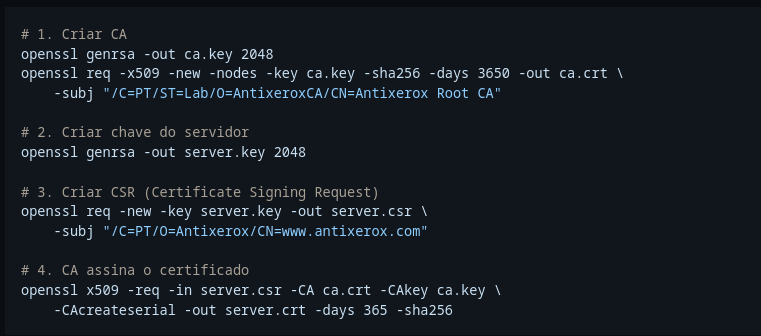 # 1. Criar CA
openssl genrsa -out ca.key 2048
openssl req -x509 -new -nodes -key ca.key -sha256 -days 3650 -out ca.crt \
    -subj "/C=PT/ST=Lab/O=AntixeroxCA/CN=Antixerox Root CA"

# 2. Criar chave do servidor
openssl genrsa -out server.key 2048

# 3. Criar CSR (Certificate Signing Request)
openssl req -new -key server.key -out server.csr \
    -subj "/C=PT/O=Antixerox/CN=www.antixerox.com"

# 4. CA assina o certificado
openssl x509 -req -in server.csr -CA ca.crt -CAkey ca.key \
    -CAcreateserial -out server.crt -days 365 -sha256